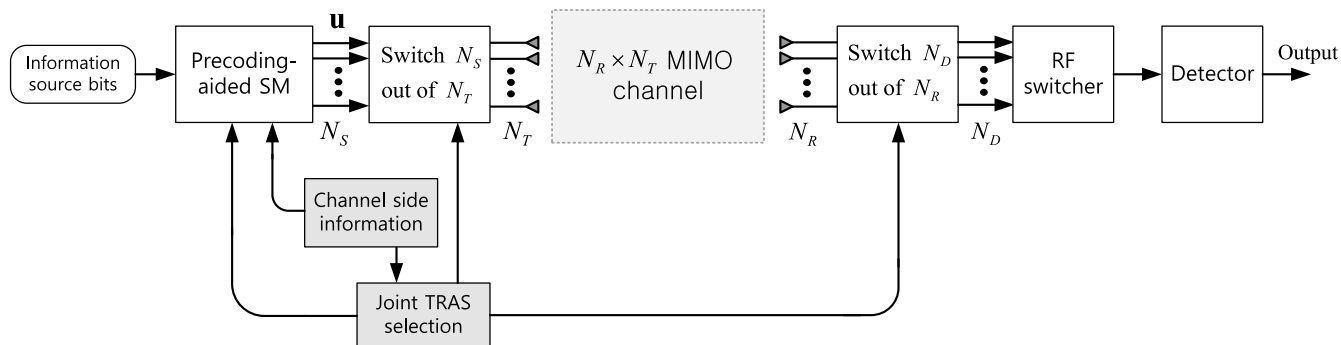 Information
source bits
Precoding-
aided SM
u
N_S
Switch N_S
out of N_T
N_T
N_R × N_T MIMO
channel
N_R
Switch N_D
out of N_R
N_D
RF
switcher
Detector
Output
Channel side
information
Joint TRAS
selection